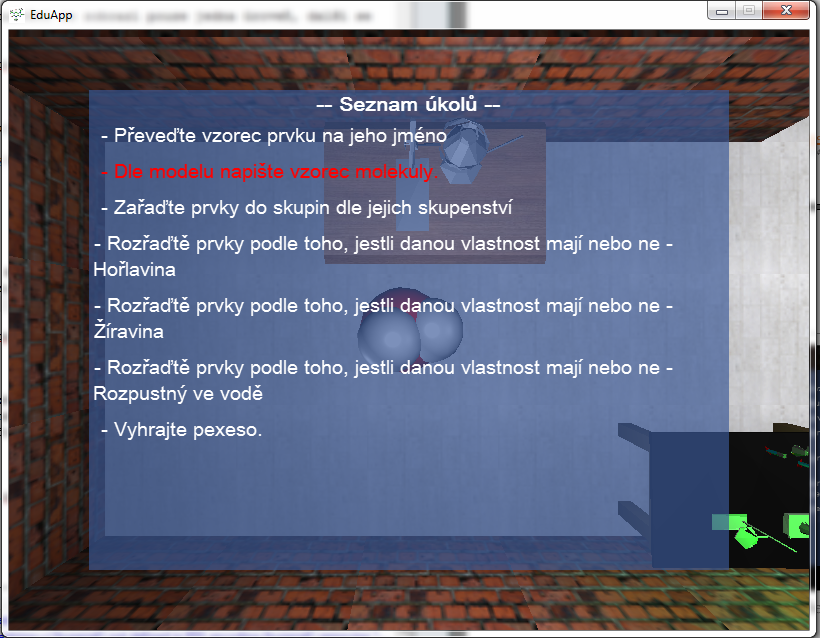 EduApp
-- Seznam úkolů --
- Převeďte vzorec prvku na jeho jméno
- Dle modelu napište vzorec molekuly.
- Zařaďte prvky do skupin dle jejich skupenství
- Rozřaďtě prvky podle toho, jestli danou vlastnost mají nebo ne -
Hořlavina
- Rozřaďtě prvky podle toho, jestli danou vlastnost mají nebo ne -
Žíravina
- Rozřaďtě prvky podle toho, jestli danou vlastnost mají nebo ne -
Rozpustný ve vodě
- Vyhrajte pexeso.